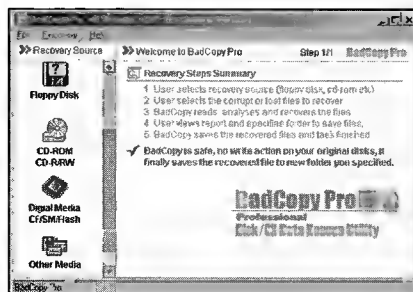 Recovery Source
Welcome to BadCopy Pro
Step 1/1
BadCopy Pro
Recovery Steps Summary
1 User selects recovery source (floppy disk, cd-rom etc)
2 User selects the corrupt or lost files to recover
3 BadCopy reads, analyses and recovers the files
4 User views report and specifies folder to save files,
5 BadCopy saves the recovered files and task finished
BadCopy is safe, no write action on your original disks, it
finally saves the recovered file to new folder you specified.
Floppy Disk
CD-ROM
CD-R/RW
Digital Media
CF/SM/Flash
Other Media
BadCopy Pro
Professional
Disk/CD Data Rescue Utility
BadCopy Pro